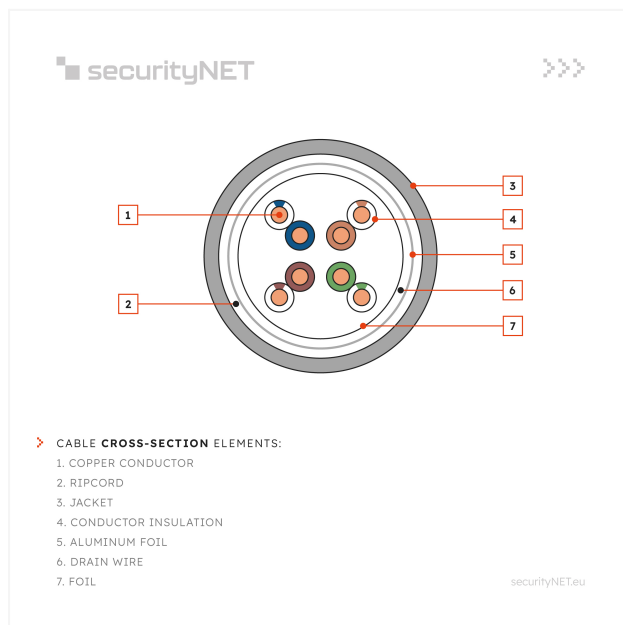 securityNET
1
2
3
4
5
6
7
CABLE CROSS-SECTION ELEMENTS:
1. COPPER CONDUCTOR
2. RIPCORD
3. JACKET
4. CONDUCTOR INSULATION
5. ALUMINUM FOIL
6. DRAIN WIRE
7. FOIL
securityNET.eu